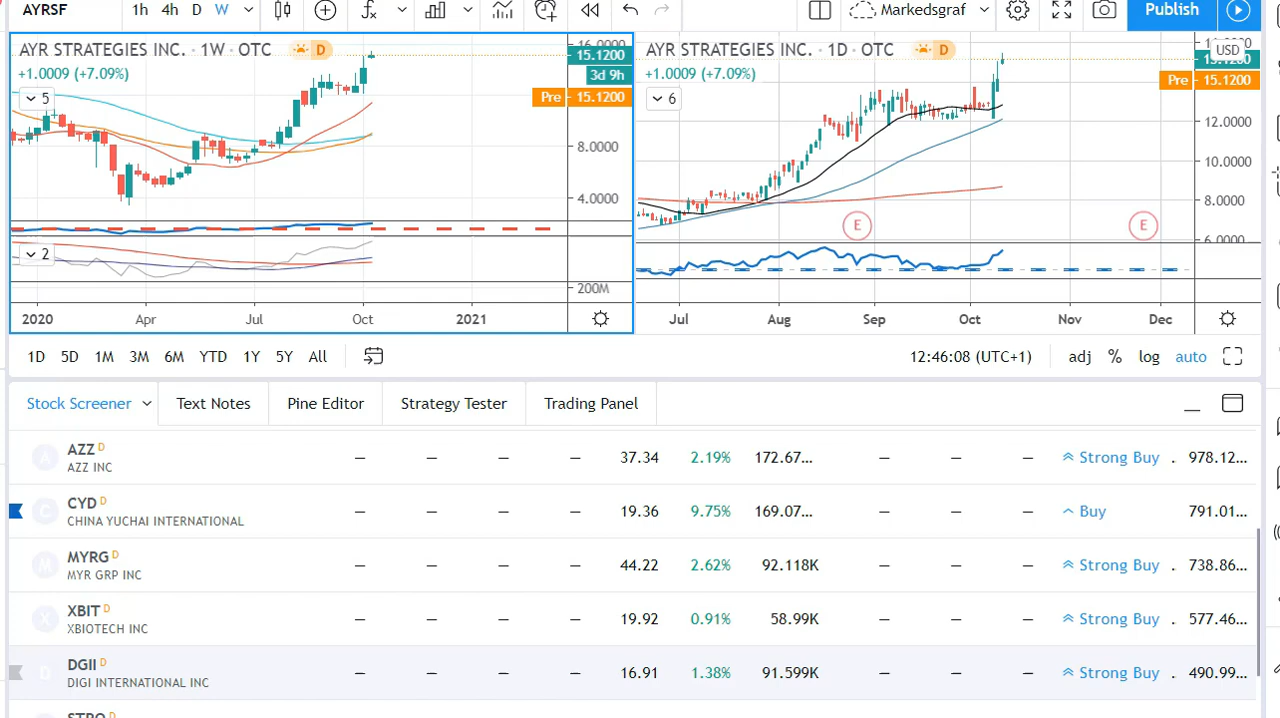 AYRSF
1h 4h D W
Markedsgraf
Publish
AYR STRATEGIES INC. · 1W · OTC D
+1.0009 (+7.09%)
5
16.0000
15.1200
3d 9h
Pre 15.1200
8.0000
4.0000
2
200M
2020 Apr Jul Oct 2021
AYR STRATEGIES INC. · 1D · OTC D
+1.0009 (+7.09%)
6
USD
Pre 15.1200
12.0000
10.0000
8.0000
6.0000
E E
Jul Aug Sep Oct Nov Dec
1D 5D 1M 3M 6M YTD 1Y 5Y All
12:46:08 (UTC+1) adj % log auto
Stock Screener Text Notes Pine Editor Strategy Tester Trading Panel
A AZZ D — — — — 37.34 2.19% 172.67... — — — Strong Buy . 978.12...
AZZ INC
C CYD D — — — — 19.36 9.75% 169.07... — — — Buy 791.01...
CHINA YUCHAI INTERNATIONAL
M MYRG D — — — — 44.22 2.62% 92.118K — — — Strong Buy . 738.86...
MYR GRP INC
X XBIT D — — — — 19.92 0.91% 58.99K — — — Strong Buy . 577.46...
XBIOTECH INC
D DGII D — — — — 16.91 1.38% 91.599K — — — Strong Buy . 490.99...
DIGI INTERNATIONAL INC